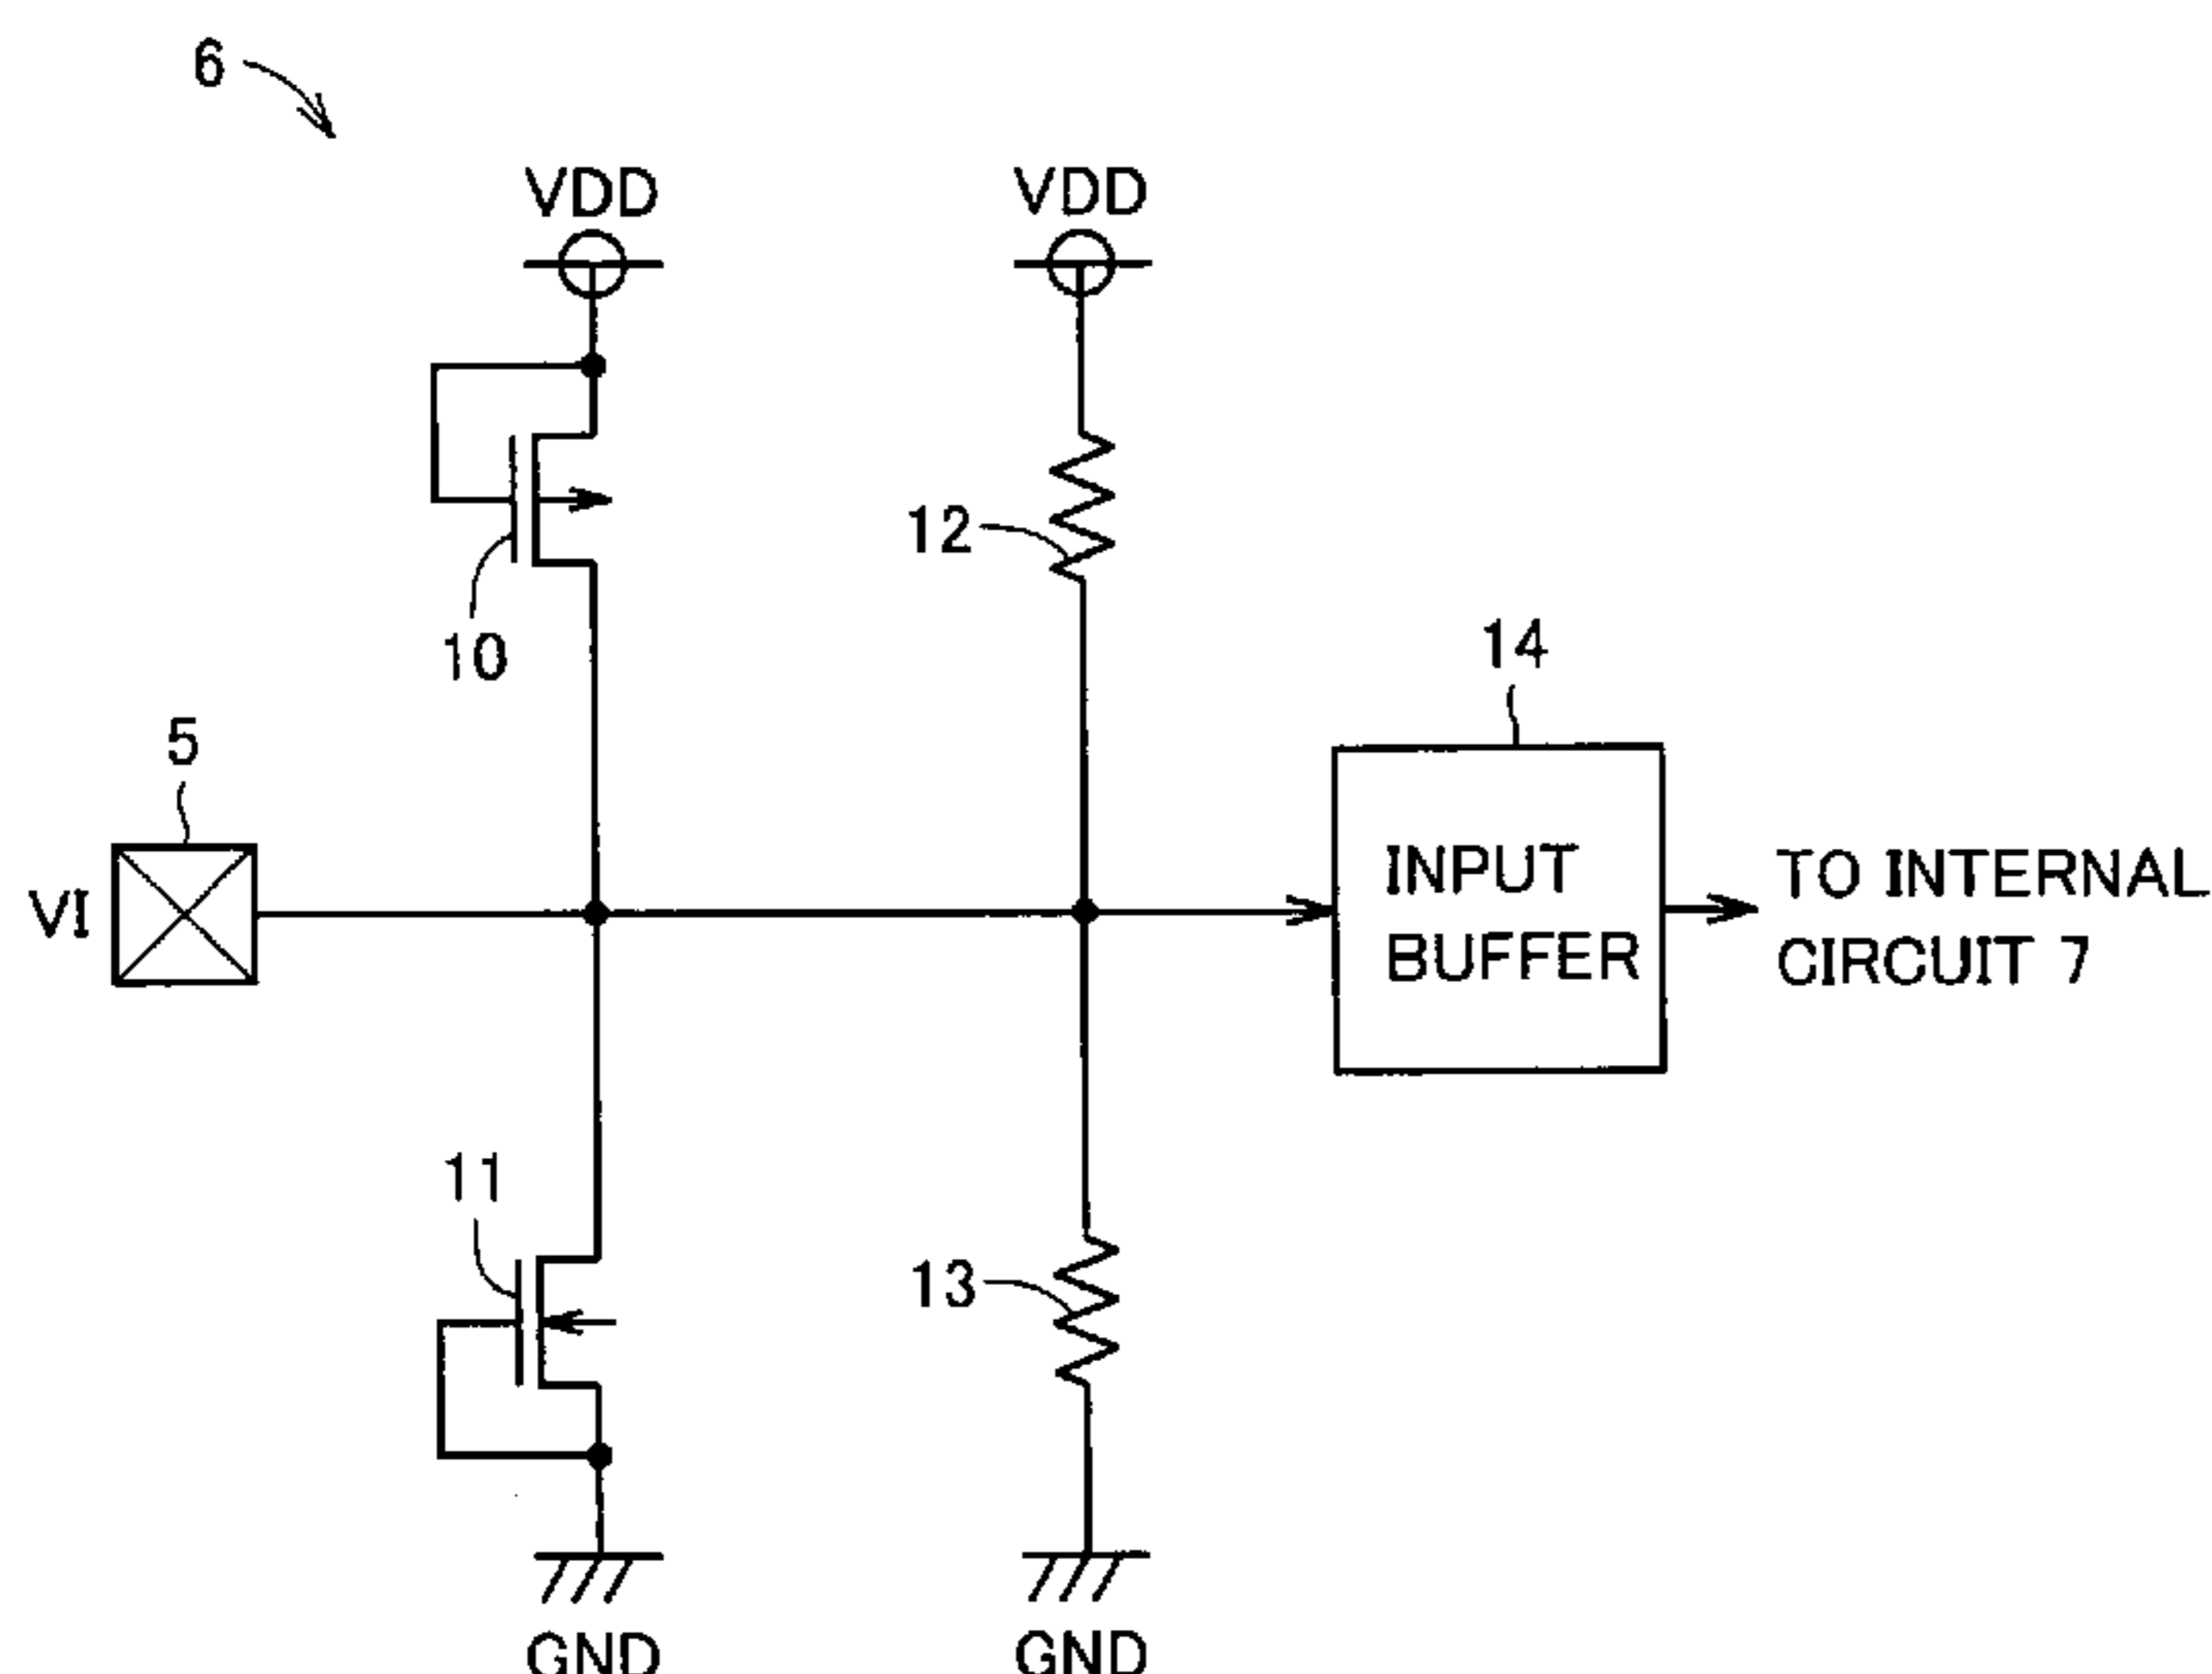 6
VDD
VDD
12
10
14
5
VI
INPUT
BUFFER
TO INTERNAL
CIRCUIT 7
11
13
GND
GND